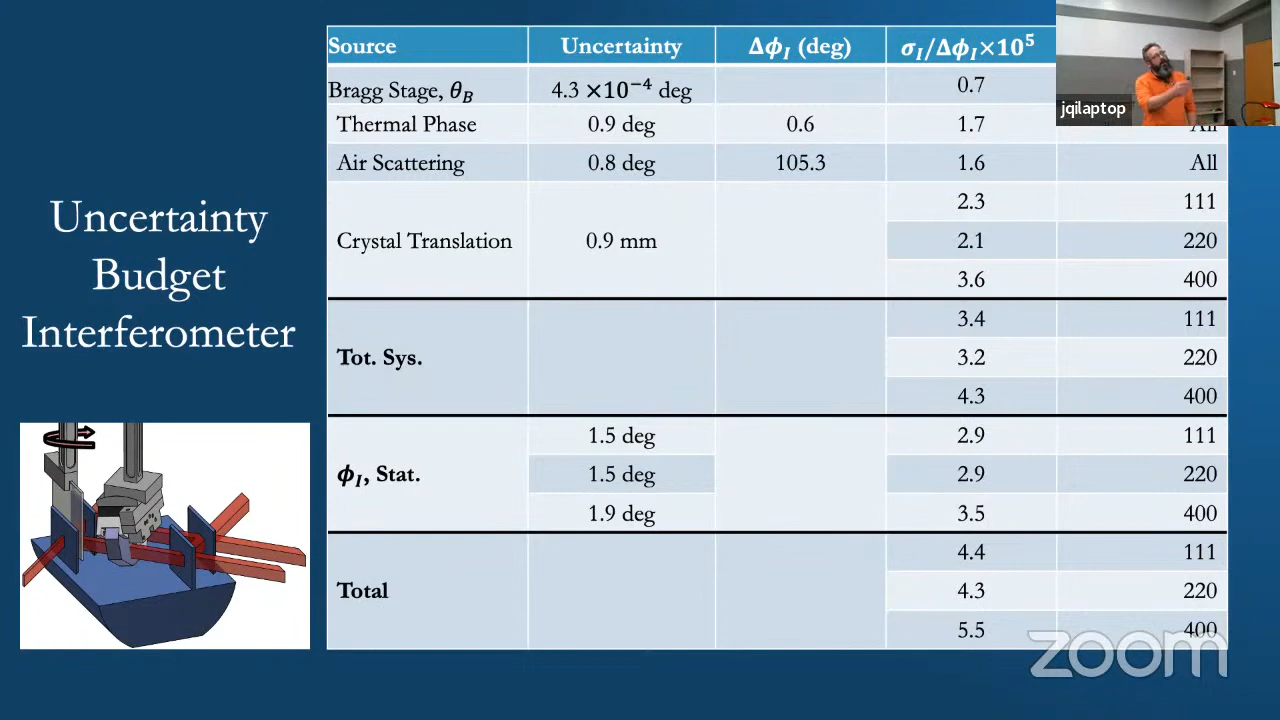 Source Uncertainty Δϕ_I (deg) σ_I/Δϕ_I×10⁵
Bragg Stage, θ_B 4.3 ×10⁻⁴ deg 0.7
jqilaptop
Thermal Phase 0.9 deg 0.6 1.7 All
Air Scattering 0.8 deg 105.3 1.6 All
2.3 111
Crystal Translation 0.9 mm 2.1 220
3.6 400
Uncertainty
Budget
Interferometer
3.4 111
Tot. Sys. 3.2 220
4.3 400
1.5 deg 2.9 111
ϕ_I, Stat. 1.5 deg 2.9 220
1.9 deg 3.5 400
4.4 111
Total 4.3 220
5.5 400
zoom